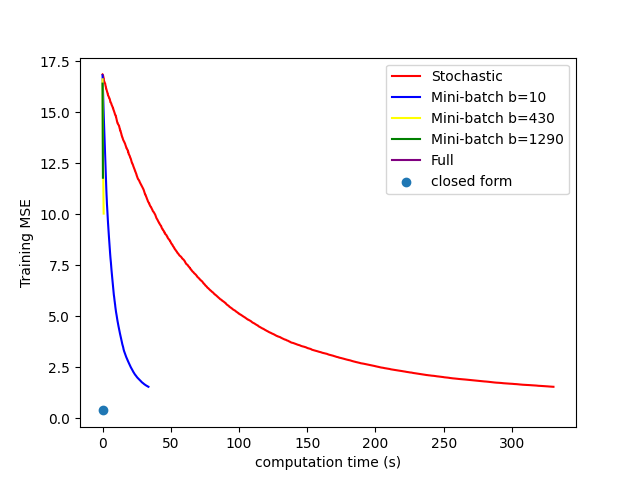 17.5
15.0
12.5
10.0
7.5
5.0
2.5
0.0
Training MSE
Stochastic
Mini-batch b=10
Mini-batch b=430
Mini-batch b=1290
Full
closed form
0 50 100 150 200 250 300
computation time (s)